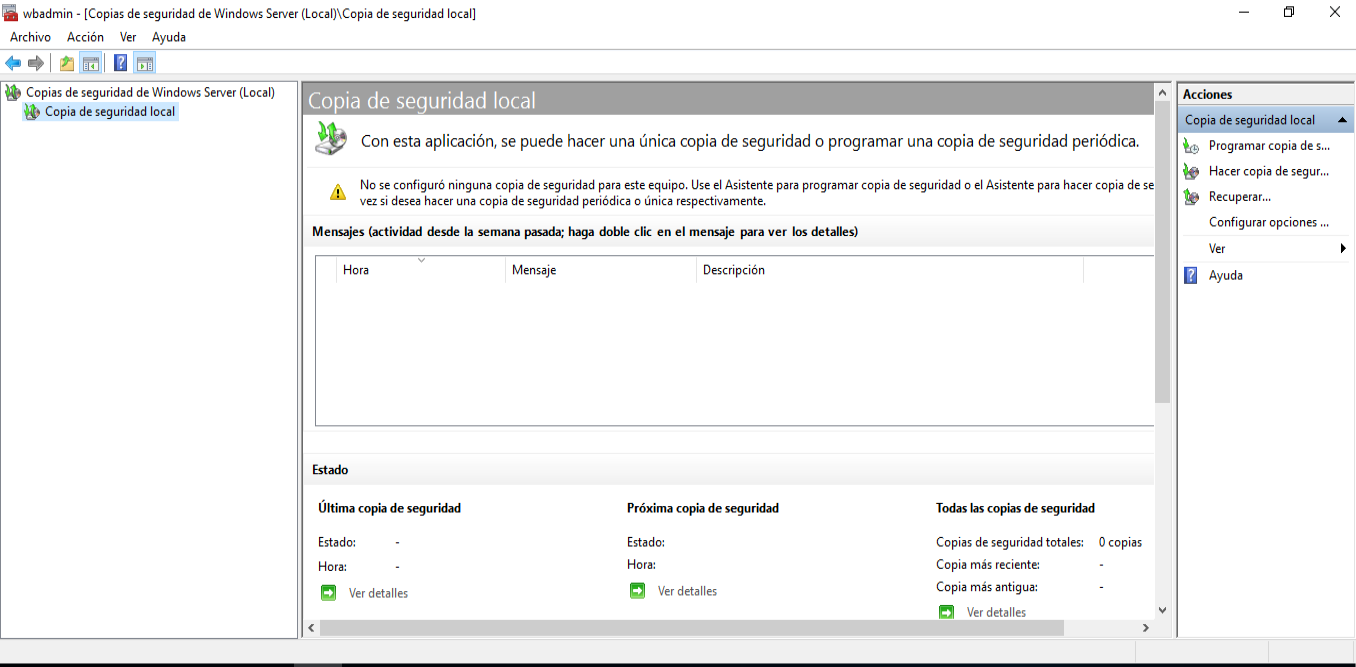 wbadmin - [Copias de seguridad de Windows Server (Local)\Copia de seguridad local]
Archivo Acción Ver Ayuda
Copias de seguridad de Windows Server (Local)
Copia de seguridad local
Copia de seguridad local
Con esta aplicación, se puede hacer una única copia de seguridad o programar una copia de seguridad periódica.
No se configuró ninguna copia de seguridad para este equipo. Use el Asistente para programar copia de seguridad o el Asistente para hacer copia de se
vez si desea hacer una copia de seguridad periódica o única respectivamente.
Mensajes (actividad desde la semana pasada; haga doble clic en el mensaje para ver los detalles)
Hora Mensaje Descripción
Estado
Última copia de seguridad
Estado: -
Hora: -
Ver detalles
Próxima copia de seguridad
Estado:
Hora:
Ver detalles
Todas las copias de seguridad
Copias de seguridad totales: 0 copias
Copia más reciente: -
Copia más antigua: -
Ver detalles
Acciones
Copia de seguridad local
Programar copia de s...
Hacer copia de segur...
Recuperar...
Configurar opciones ...
Ver
Ayuda